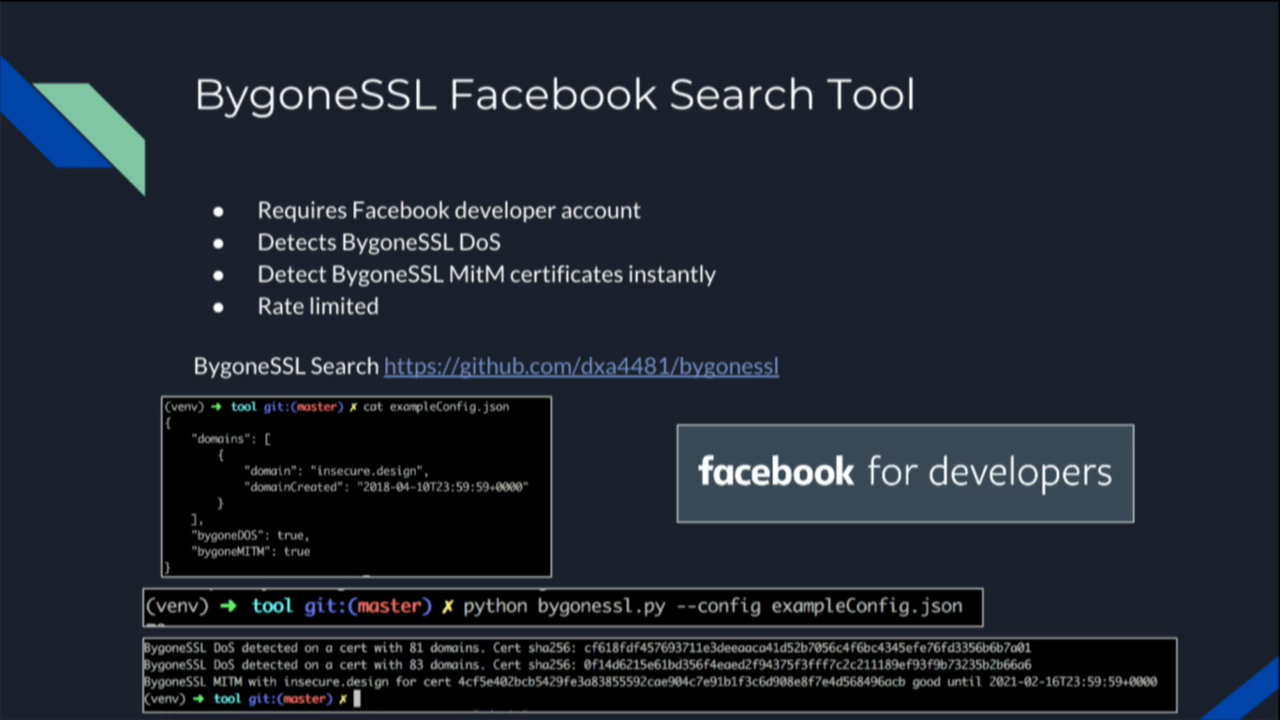 BygoneSSL Facebook Search Tool
● Requires Facebook developer account
● Detects BygoneSSL DoS
● Detect BygoneSSL MitM certificates instantly
● Rate limited
BygoneSSL Search https://github.com/dxa4481/bygonessl
(venv) ➜ tool git:(master) ✗ cat exampleConfig.json
{
"domains": [
{
"domain": "insecure.design",
"domainCreated": "2018-04-10T23:59:59+0000"
}
],
"bygoneDOS": true,
"bygoneMITM": true
}
facebook for developers
(venv) ➜ tool git:(master) ✗ python bygonessl.py --config exampleConfig.json
BygoneSSL DoS detected on a cert with 81 domains. Cert sha256: cf618fdf457693711e3deeaaca41d52b7056c4f6bc4345efe76fd3356b6b7a01
BygoneSSL DoS detected on a cert with 83 domains. Cert sha256: 0f14d6215e61bd356f4eaed2f94375f3fff7c2c211189ef93f9b73235b2b66a6
BygoneSSL MITM with insecure.design for cert 4cf5e402bcb5429fe3a83855592cae904c7e91b1f3c6d908e8f7e4d568496acb good until 2021-02-16T23:59:59+0000
(venv) ➜ tool git:(master) ✗